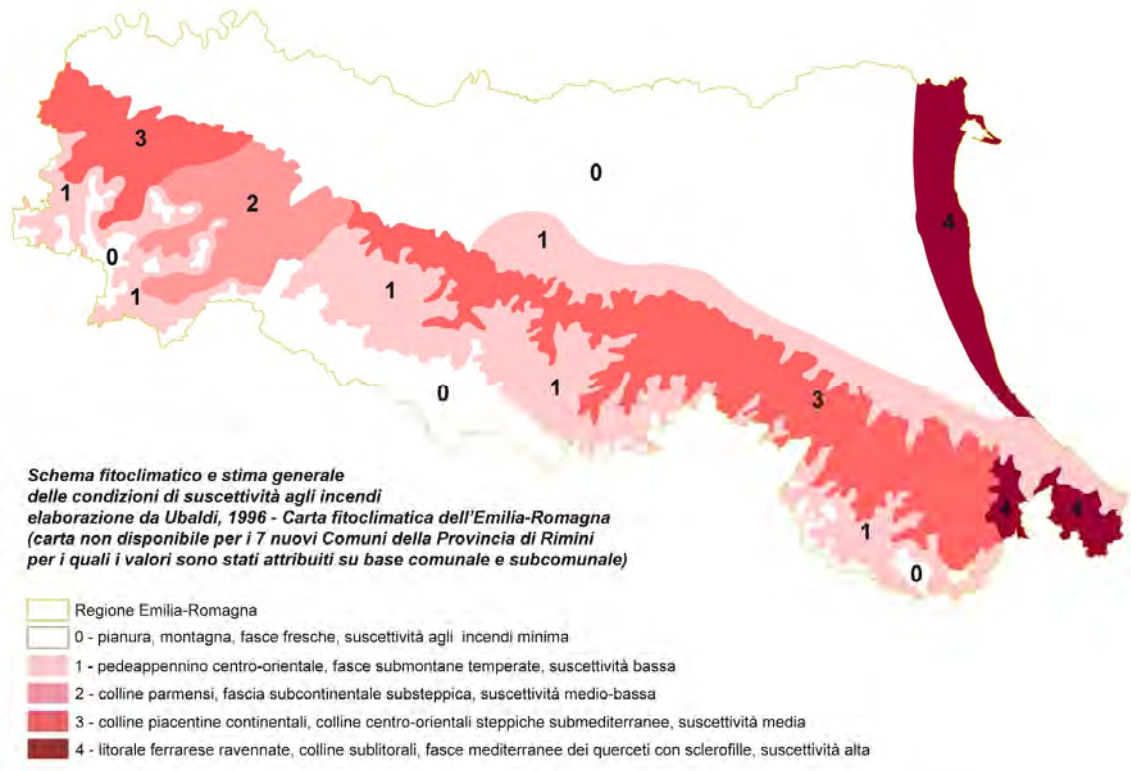 3
0
1
2
4
1
0
1
1
1
0
1
3
4
4
1
0
Schema fitoclimatico e stima generale
delle condizioni di suscettività agli incendi
elaborazione da Ubaldi, 1996 - Carta fitoclimatica dell'Emilia-Romagna
(carta non disponibile per i 7 nuovi Comuni della Provincia di Rimini
per i quali i valori sono stati attribuiti su base comunale e subcomunale)
Regione Emilia-Romagna
0 - pianura, montagna, fasce fresche, suscettività agli incendi minima
1 - pedeappennino centro-orientale, fasce submontane temperate, suscettività bassa
2 - colline parmensi, fascia subcontinentale substeppica, suscettività medio-bassa
3 - colline piacentine continentali, colline centro-orientali steppiche submediterranee, suscettività media
4 - litorale ferrarese ravennate, colline sublitorali, fasce mediterranee dei querceti con sclerofille, suscettività alta